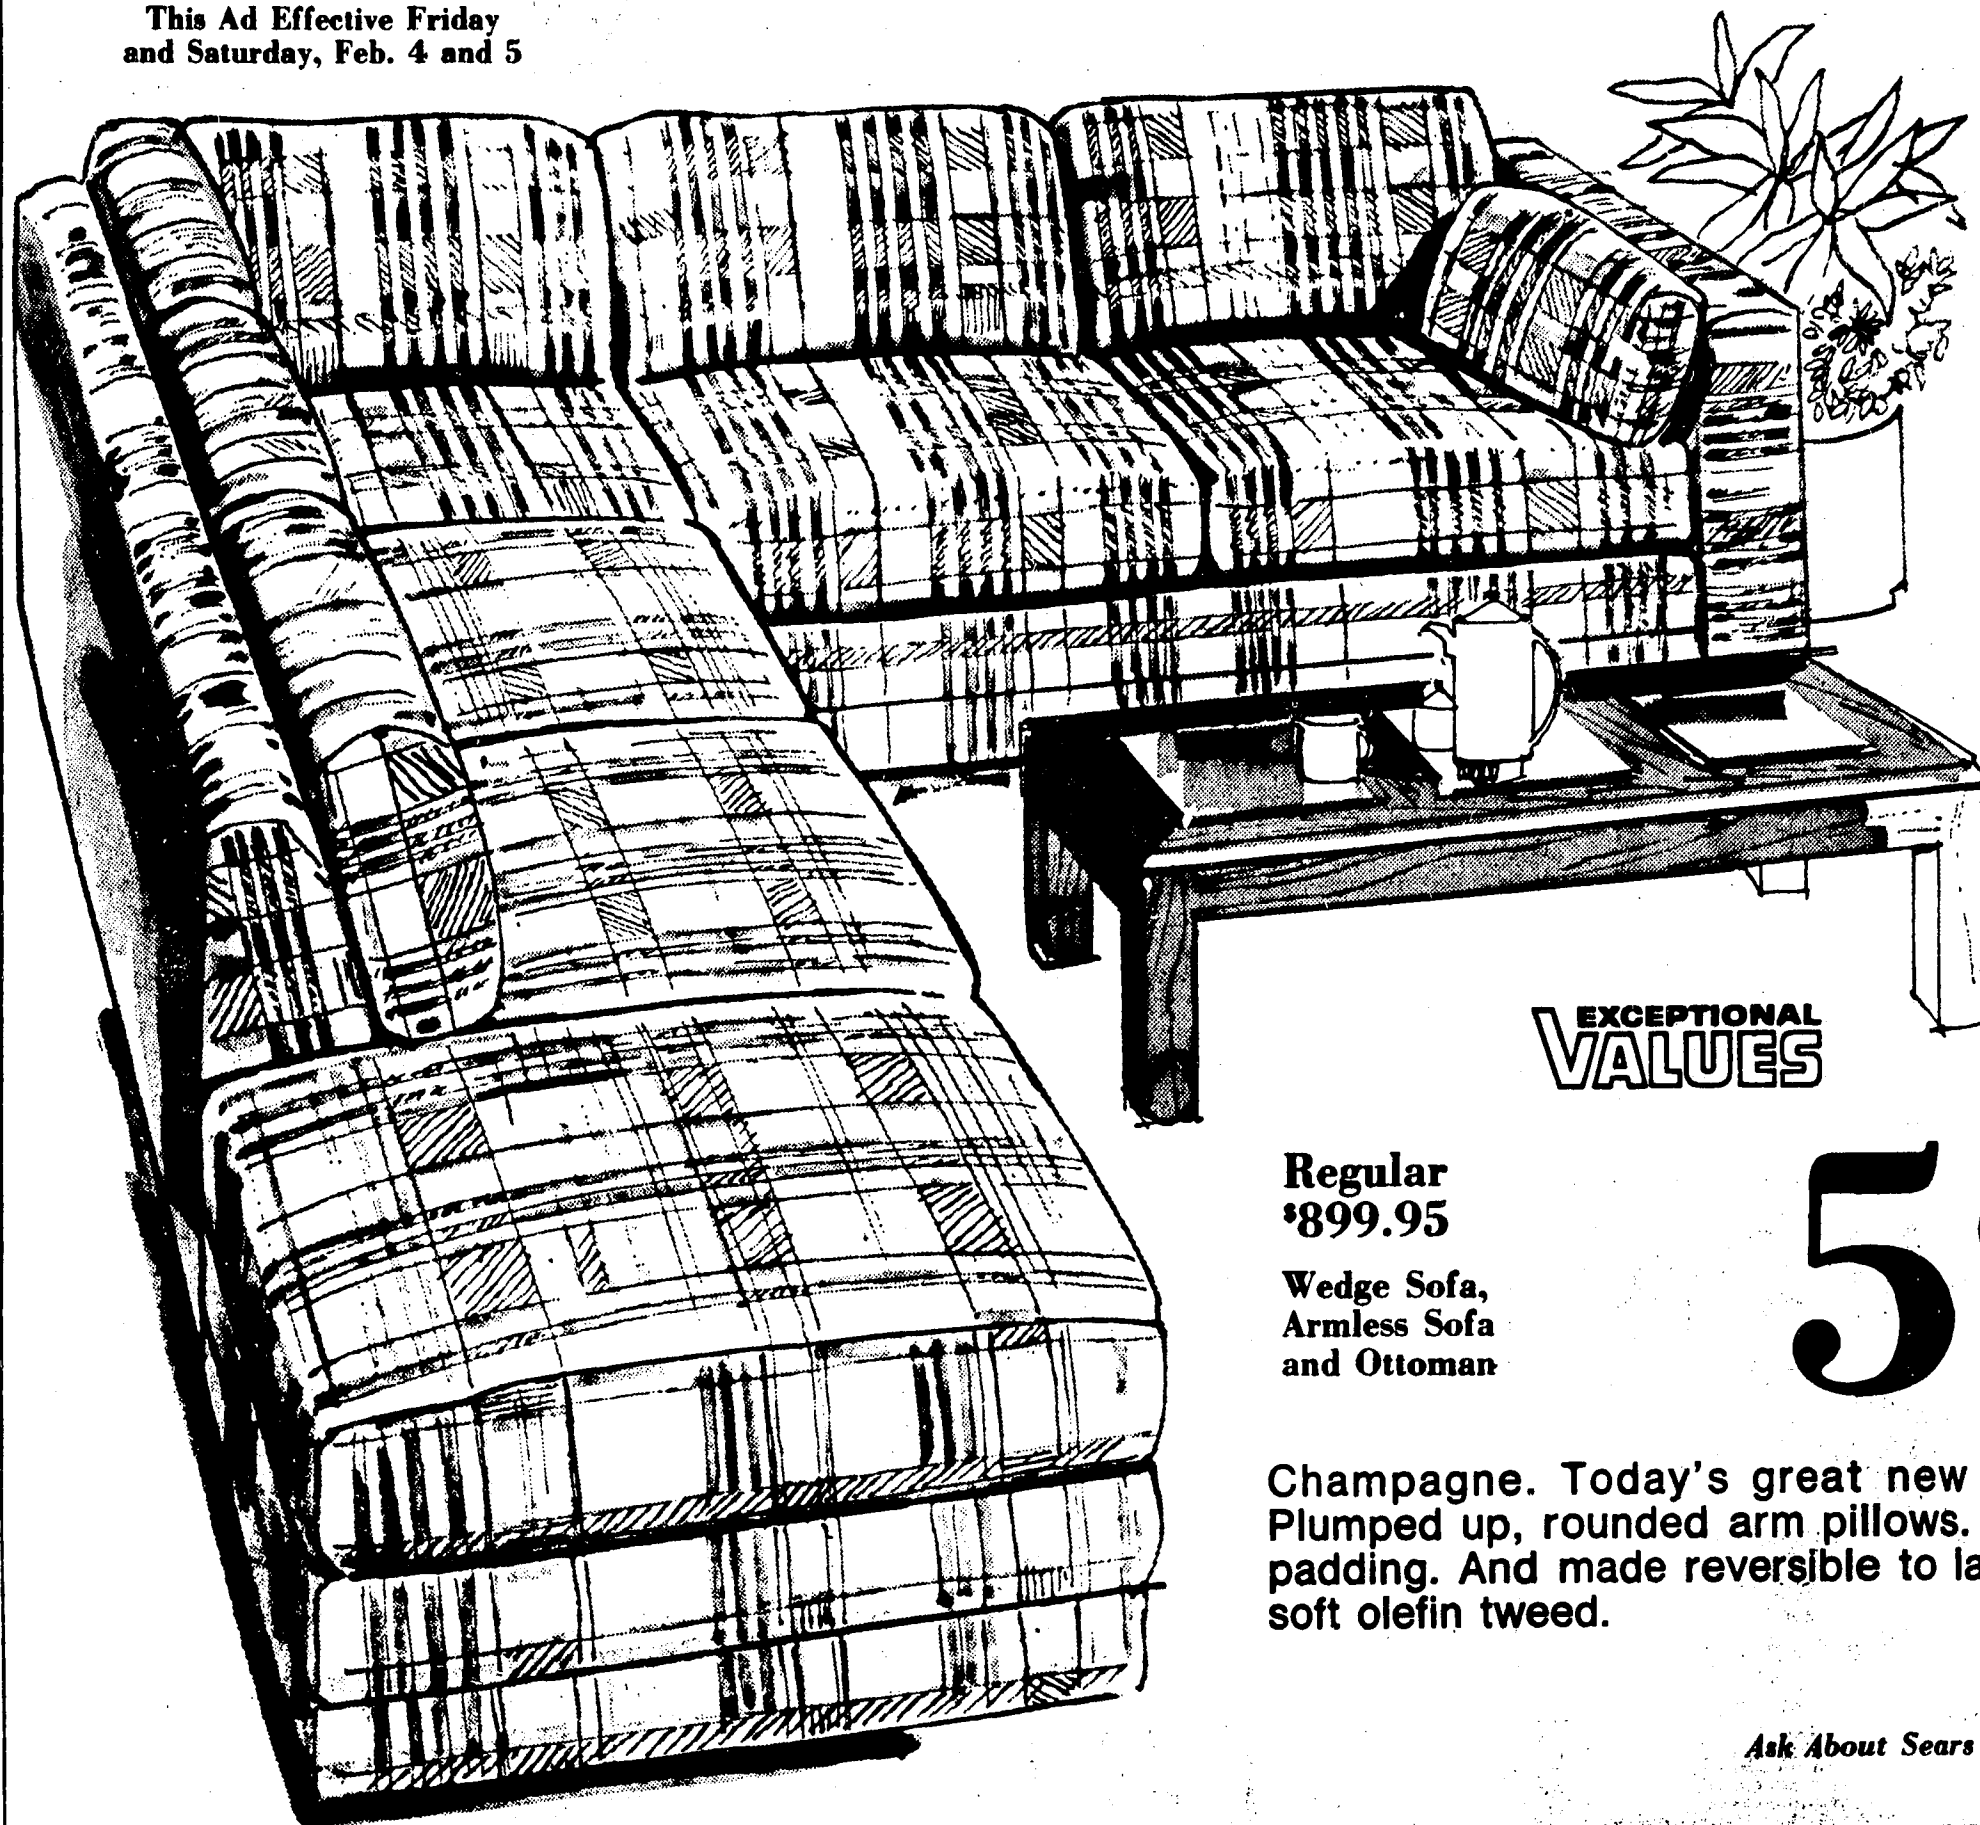 This Ad Effective Friday
and Saturday, Feb. 4 and 5
EXCEPTIONAL
VALUES
Regular
$899.95
Wedge Sofa,
Armless Sofa
and Ottoman
5
Champagne. Today's great new
Plumped up, rounded arm pillows.
padding. And made reversible to la
soft olefin tweed.
Ask About Sears